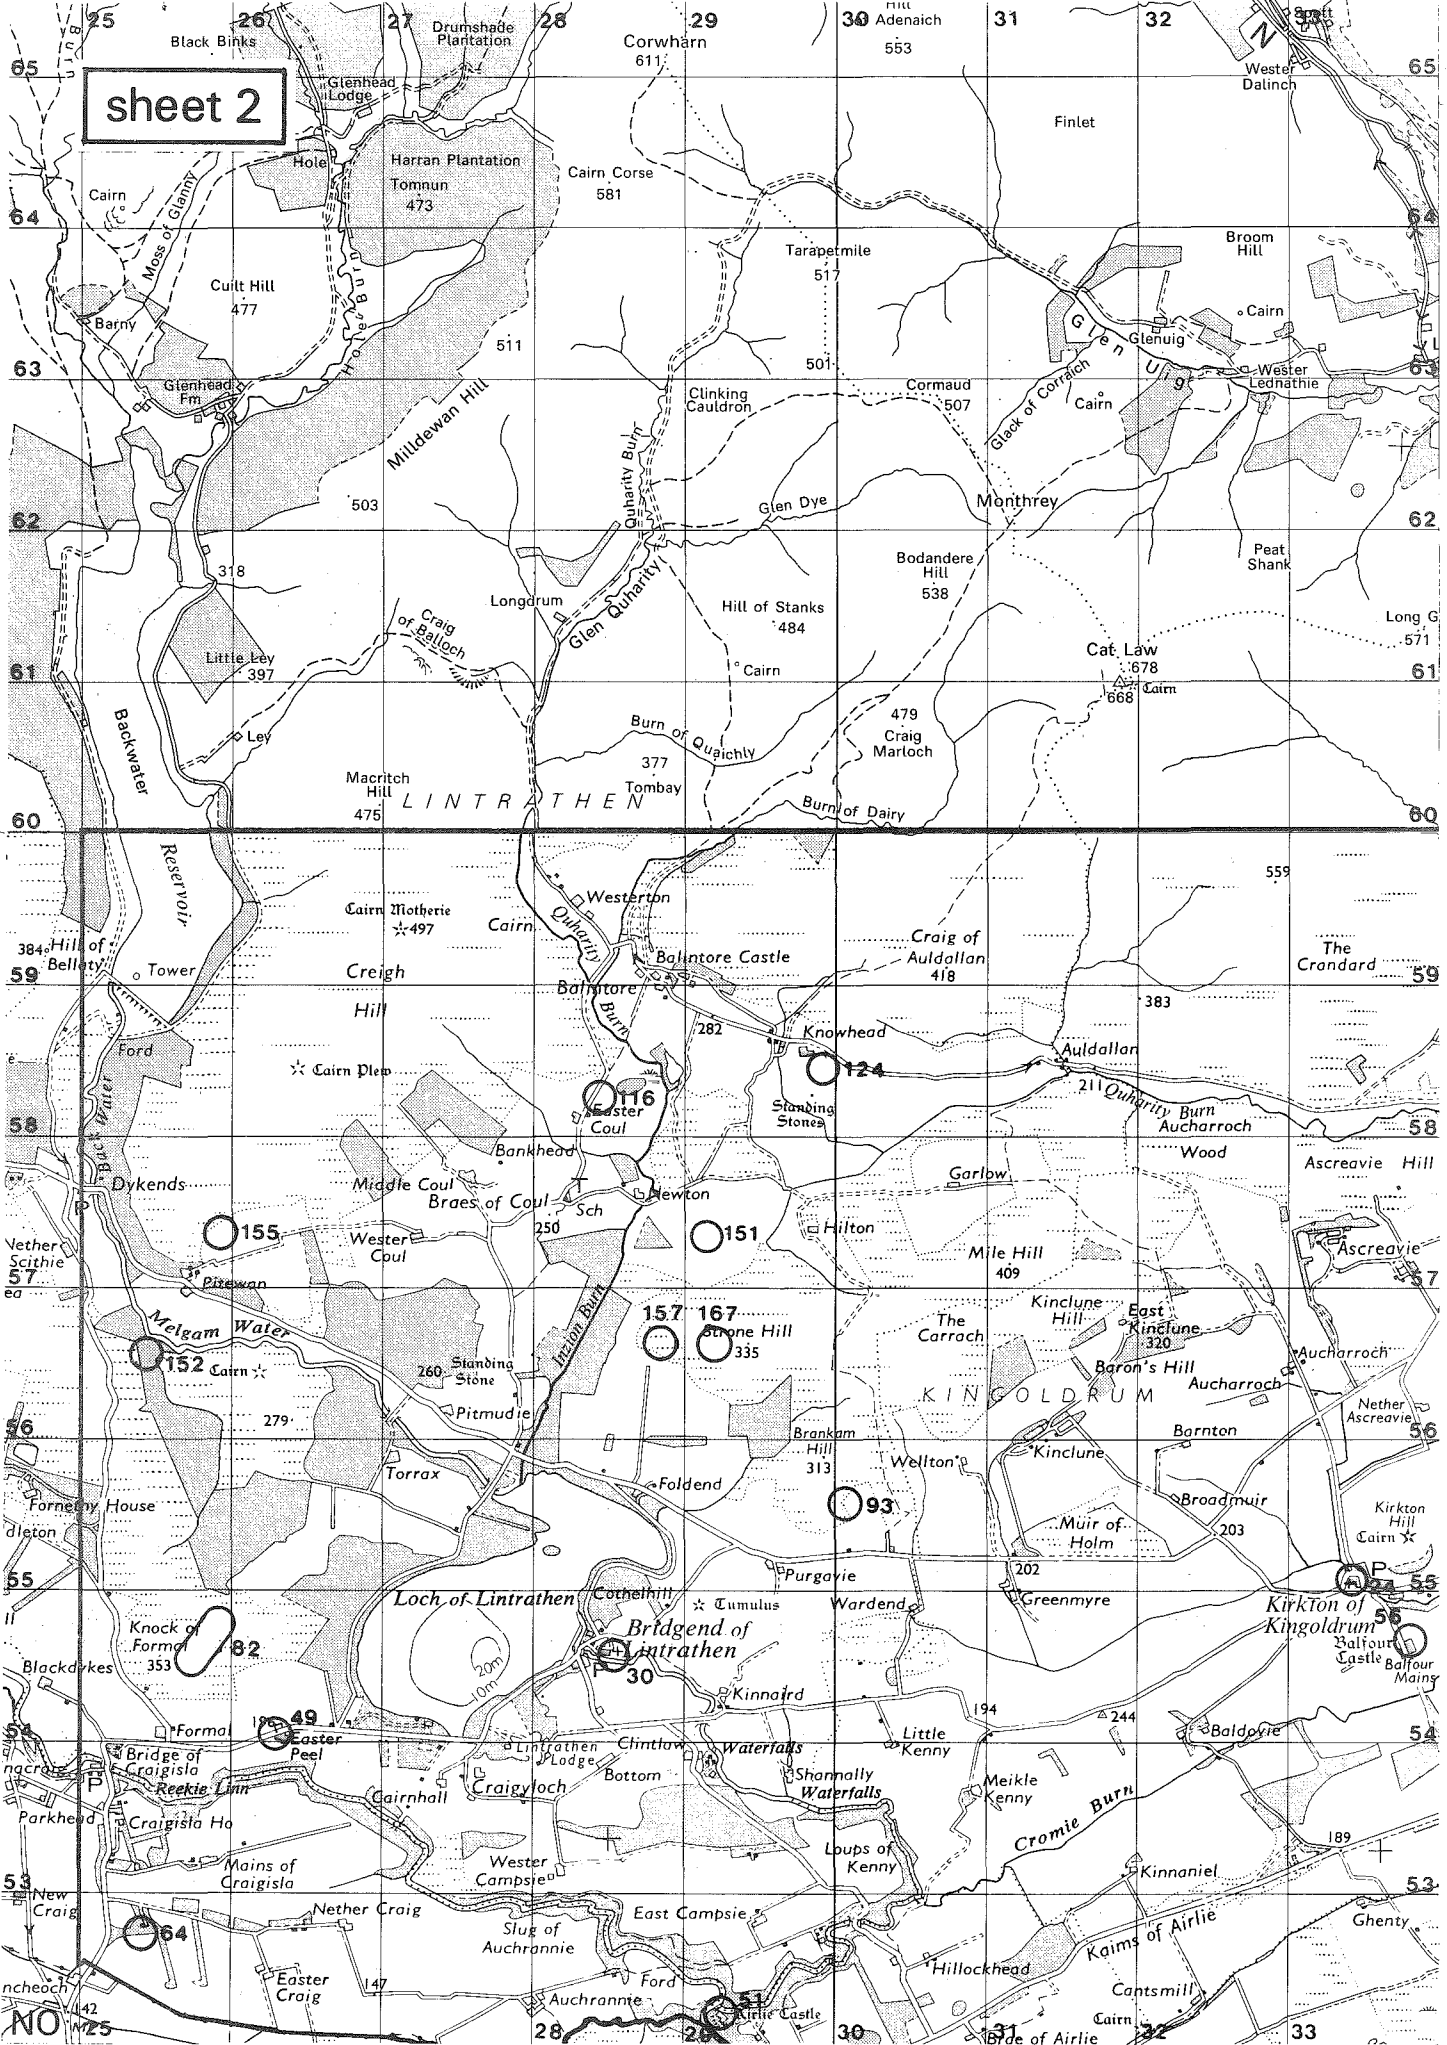 25
26
27
28
29
30
31
32
33
Black Binks
Drumshade
Plantation
Corwharn
611
Hill
Adenaich
553
N
Spott
65
65
Wester
Dalinch
sheet 2
Glenhead
Lodge
Finlet
Hole
Harran Plantation
Tomnun
473
Cairn Corse
581
Cairn
Moss of Glanny
64
64
Cuilt Hill
477
Hole Burn
Tarapetmile
517
Broom
Hill
Cairn
Barny
511
Glen Uig
Glenuig
63
63
Glenhead
Fm
501
Wester
Lednathie
Milldewan Hill
Clinking
Cauldron
Cormaud
507
Glack of Corraich
Cairn
Quharity Burn
503
Glen Dye
Monthrey
62
62
318
Bodandere
Hill
538
Peat
Shank
Longdrum
Glen Quharity
Craig
of Balloch
Hill of Stanks
484
Long G
571
Little Ley
397
Cat Law
678
61
61
Cairn
668
Cairn
Backwater
Ley
Burn of Quaichly
479
Craig
Marloch
Macritch
Hill
475
377
Tombay
LINTRATHEN
Burn of Dairy
60
60
Reservoir
559
Westerton
Cairn Motherie
497
Cairn
Quharity
Burn
384
Hill of
Bellaty
Tower
Creigh
Hill
Balintore Castle
Balintore
Craig of
Auldallan
418
The
Crandard
59
59
383
282
Knowhead
Ford
Auldallan
Cairn Plew
124
211
Quharity Burn
Back Water
116
Easter
Coul
Standing
Stones
Aucharroch
Wood
58
58
Bankhead
Ascreavie Hill
Dykends
P
Middle Coul
Braes of Coul
Sch
Newton
Garlow
155
250
151
Hilton
Nether
Scithie
Wester
Coul
Mile Hill
409
Ascreavie
57
57
ea
Pitewan
Kinclune
Hill
East
Kinclune
320
Melgam Water
Inzion Burn
157
167
Strone Hill
335
The
Carrach
152
Cairn
260
Standing
Stone
Baron's Hill
Aucharroch
Aucharroch
KINGOLDRUM
279
Pitmudie
Nether
Ascreavie
56
56
Brankam
Hill
313
Barnton
Torrax
Wellton
Kinclune
Foldend
93
Fornethy House
Broadmuir
Kirkton
Hill
Cairn
dleton
Muir of
Holm
203
55
55
Purgavie
202
P
24
Loch of Lintrathen
Cothelhill
Tumulus
Wardend
Greenmyre
Kirkton of
Kingoldrum
56
Knock of
Formal
353
82
Bridgend of
Lintrathen
P
30
Balfour
Castle
Balfour
Mains
Blackdykes
20m
10m
Kinnaird
194
244
54
54
Formal
49
Easter
Peel
Little
Kenny
Baldovie
Bridge of
Craigisla
Lintrathen
Lodge
Clintlaw
Waterfalls
P
Reekie Linn
Craigyloch
Bottom
Shannally
Waterfalls
Meikle
Kenny
Cairnhall
Parkhead
Craigisla Ho
Cromie Burn
189
Mains of
Craigisla
Wester
Campsie
Loups of
Kenny
Kinnaniel
53
53
New
Craig
Nether Craig
Slug of
Auchrannie
East Campsie
Kaims of Airlie
Ghenty
64
Hillockhead
ncheoch
Easter
Craig
147
Ford
Auchrannie
51
Airlie Castle
Cantsmill
Cairn
142
NO
25
28
29
30
31
32
33
Brae of Airlie